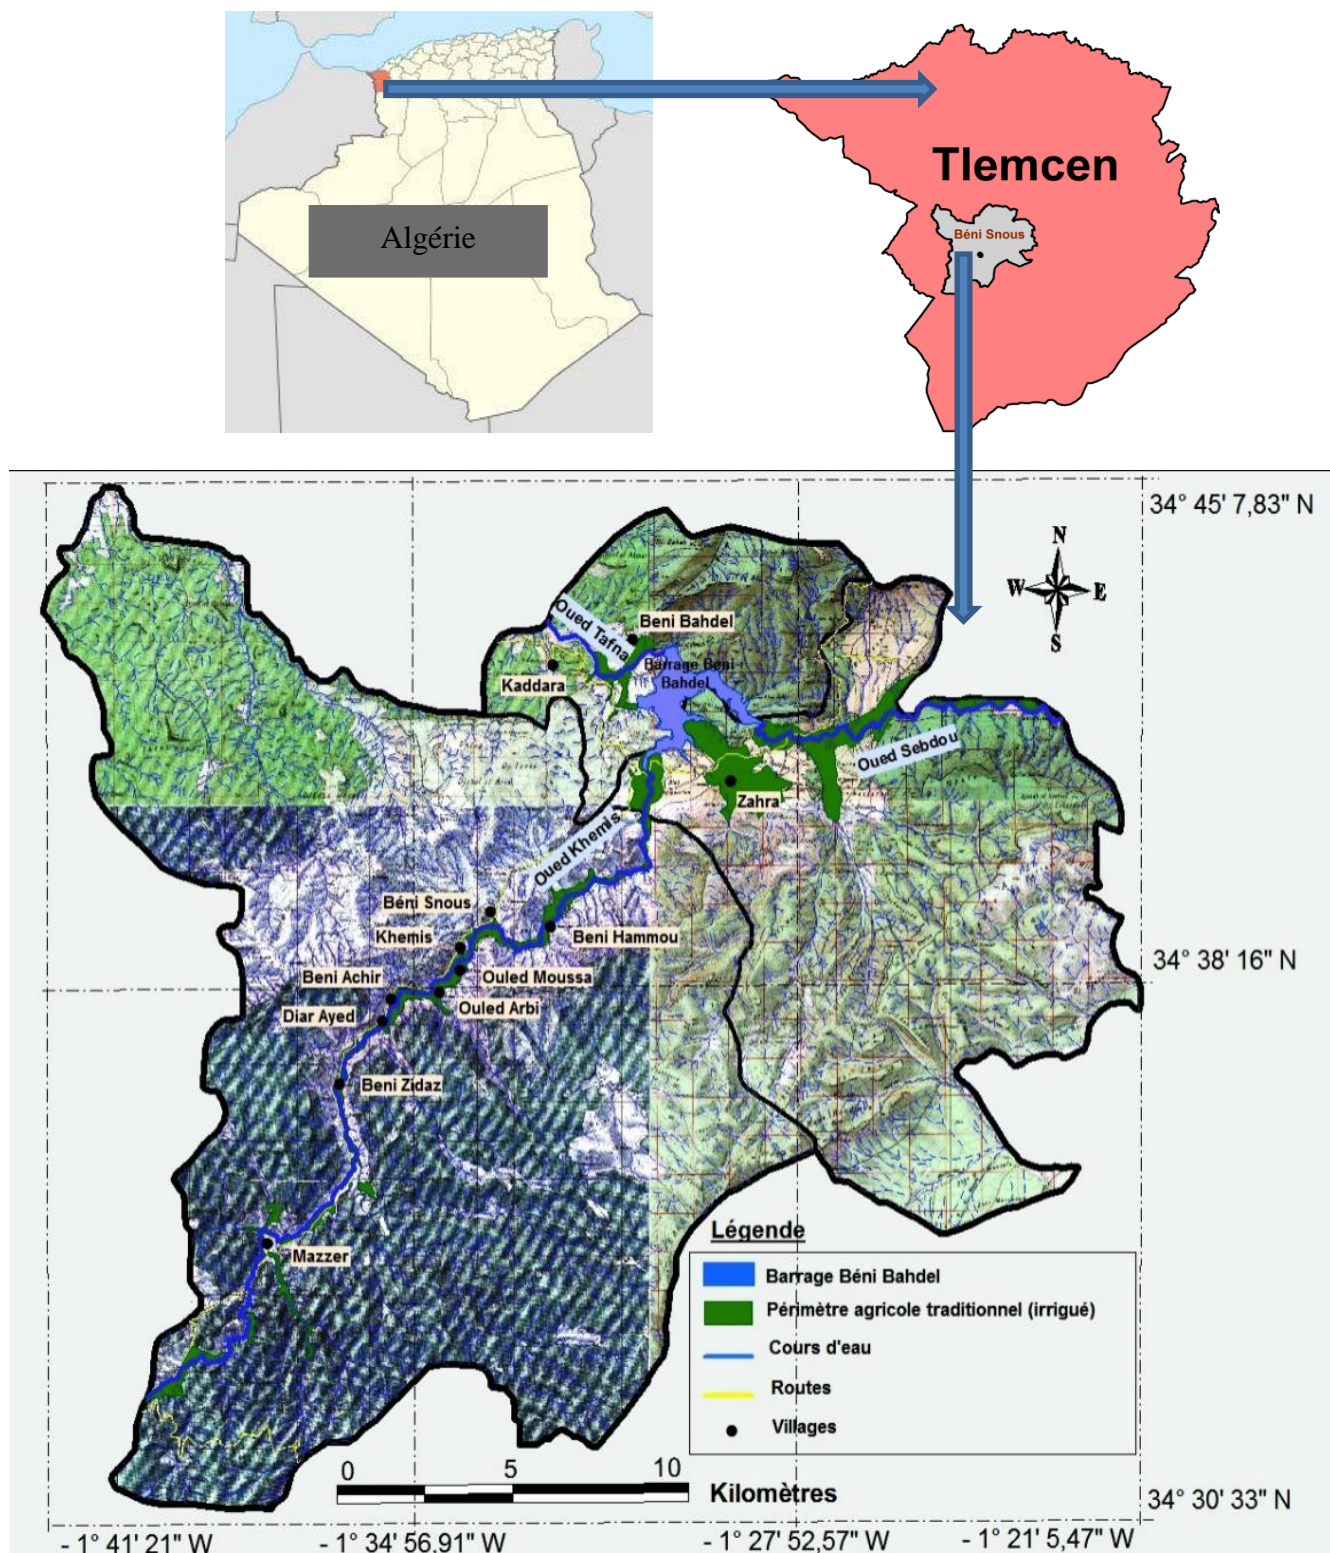 Algérie
Tlemcen
Béni Snous
34° 45' 7,83" N
N
W
E
S
Oued Tafna
Beni Bahdel
Barrage Beni
Bahdel
Kaddara
Oued Sebdou
Zahra
Oued Khemis
Béni Snous
Khemis
Beni Hammou
Beni Achir
Ouled Moussa
Diar Ayed
Ouled Arbi
34° 38' 16" N
Beni Zidaz
Mazzer
Légende
Barrage Béni Bahdel
Périmètre agricole traditionnel (irrigué)
Cours d'eau
Routes
Villages
0 5 10
Kilomètres
34° 30' 33" N
- 1° 41' 21" W
- 1° 34' 56,91" W
- 1° 27' 52,57" W
- 1° 21' 5,47" W